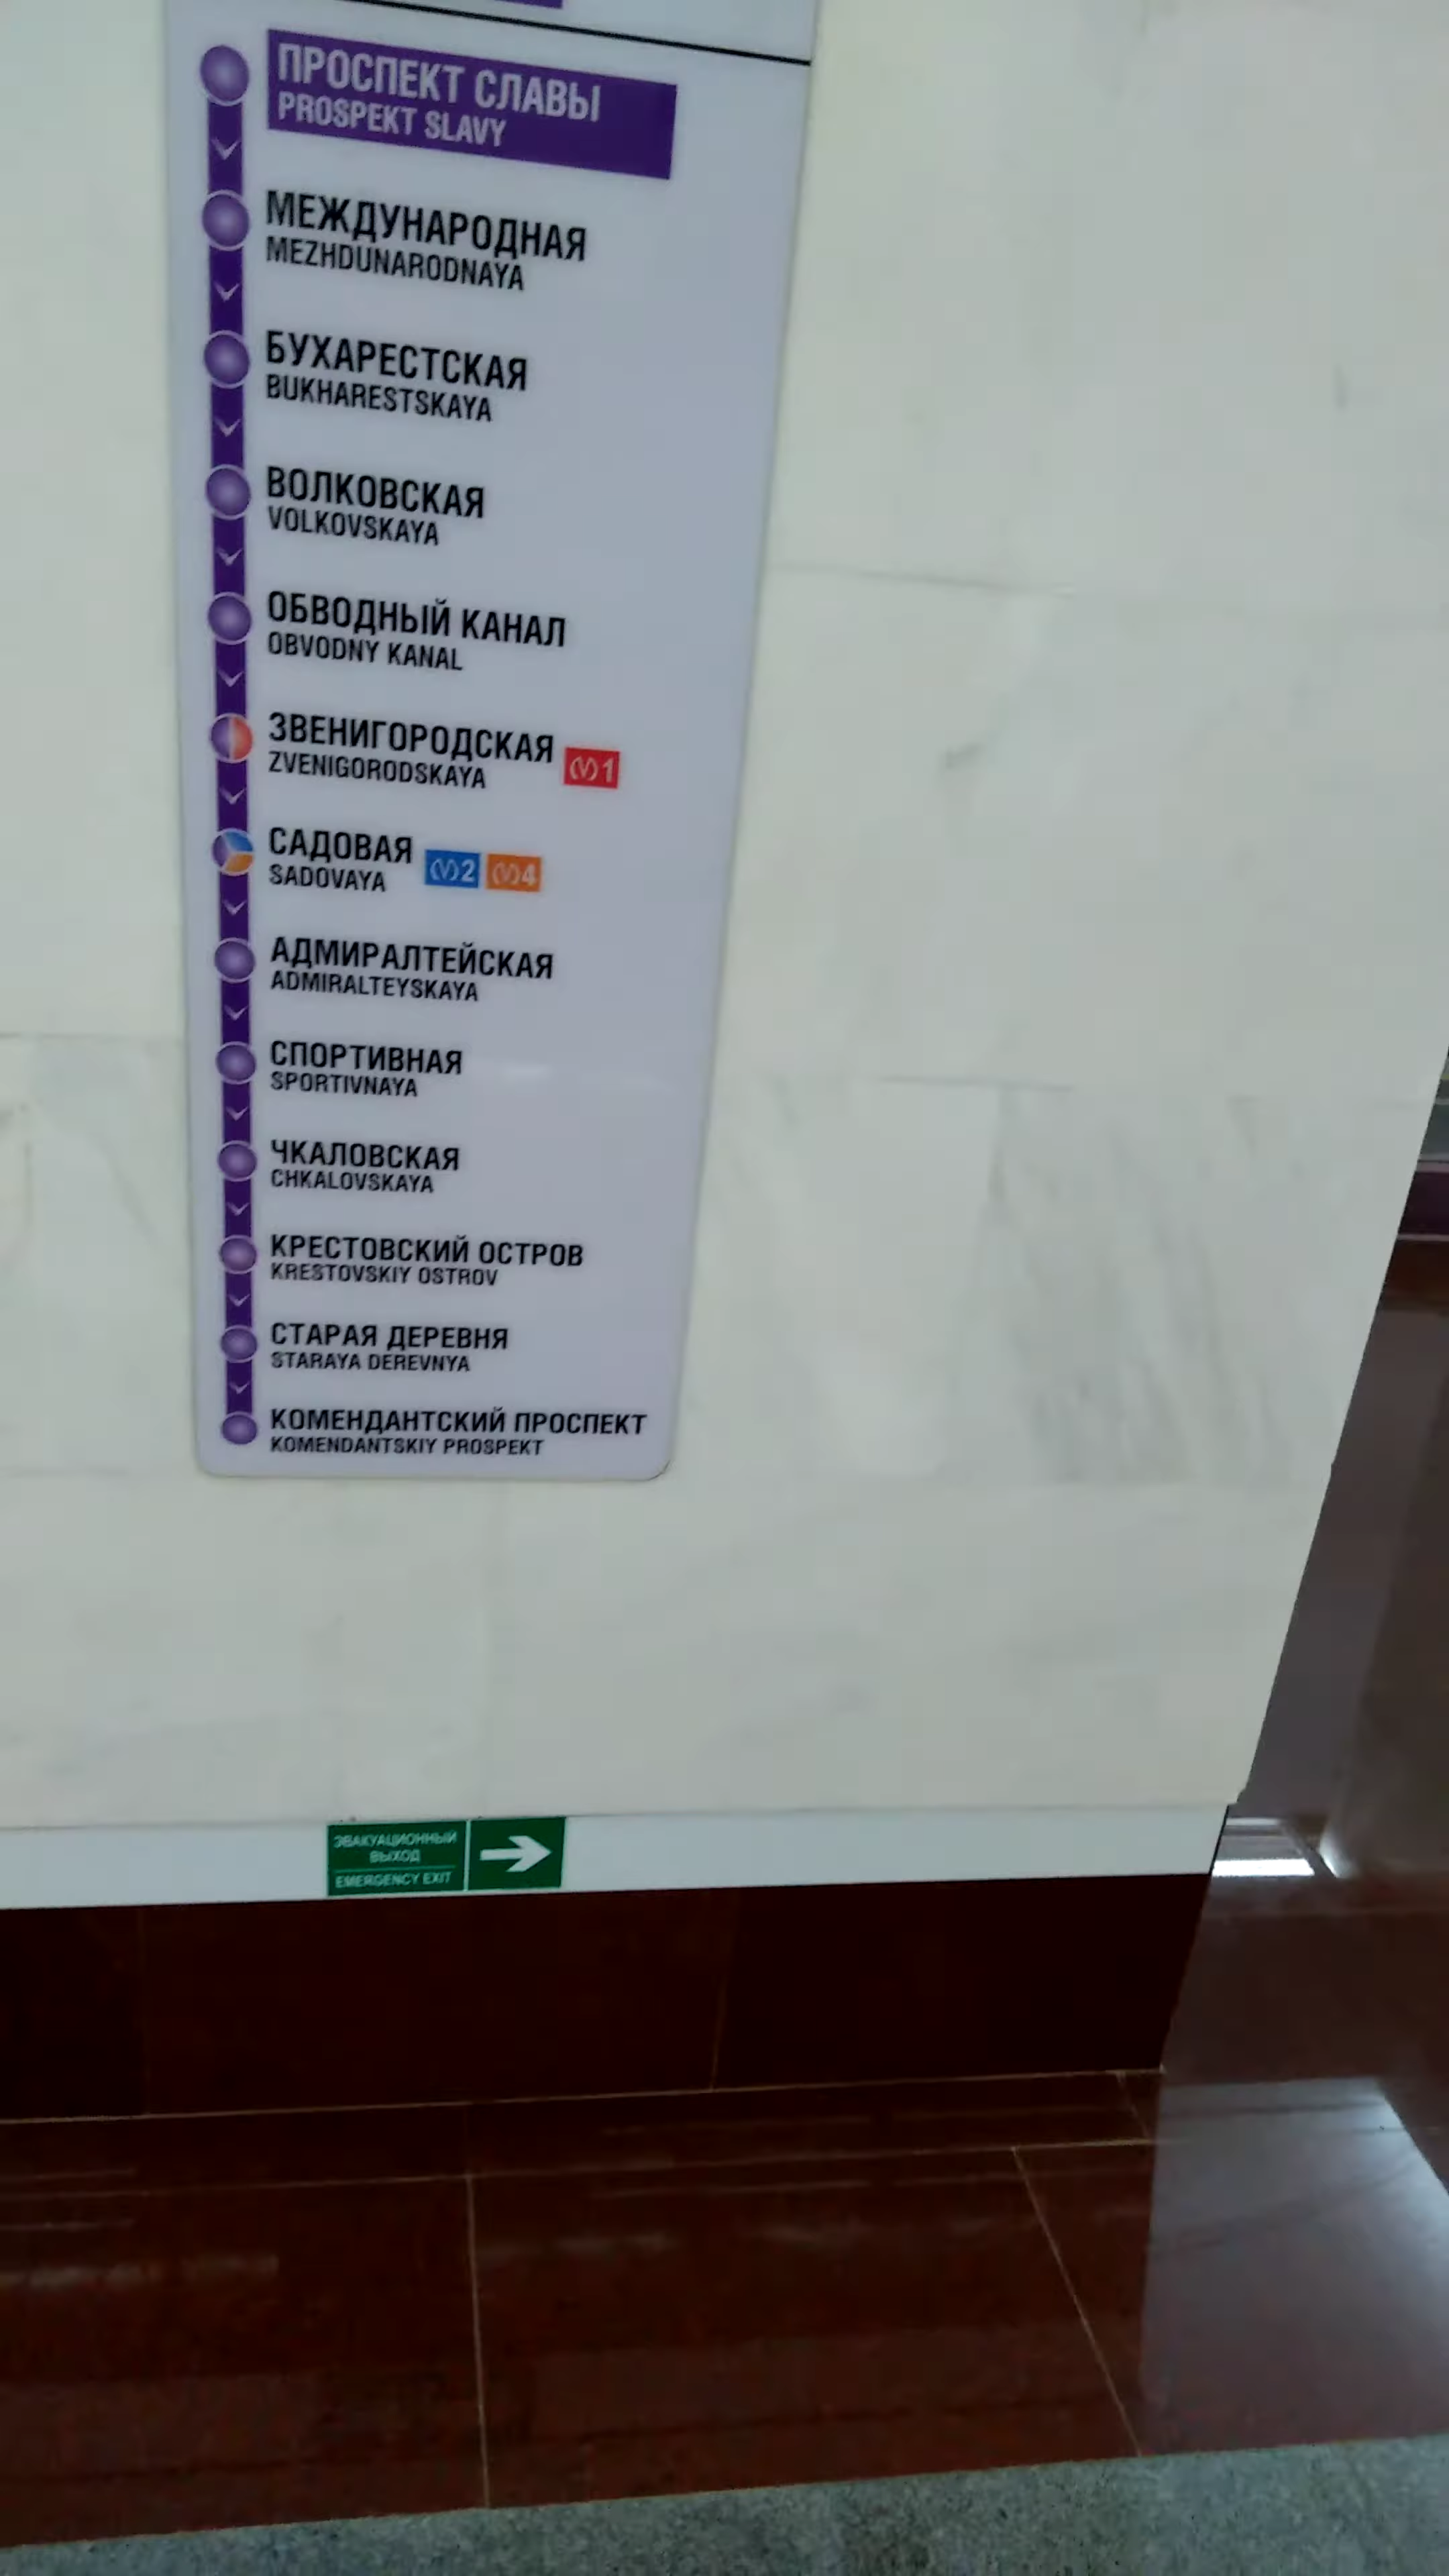 ПРОСПЕКТ СЛАВЫ
PROSPEKT SLAVY
МЕЖДУНАРОДНАЯ
MEZHDUNARODNAYA
БУХАРЕСТСКАЯ
BUKHARESTSKAYA
ВОЛКОВСКАЯ
VOLKOVSKAYA
ОБВОДНЫЙ КАНАЛ
OBVODNY KANAL
ЗВЕНИГОРОДСКАЯ
ZVENIGORODSKAYA
1
САДОВАЯ
SADOVAYA
2 4
АДМИРАЛТЕЙСКАЯ
ADMIRALTEYSKAYA
СПОРТИВНАЯ
SPORTIVNAYA
ЧКАЛОВСКАЯ
CHKALOVSKAYA
КРЕСТОВСКИЙ ОСТРОВ
KRESTOVSKIY OSTROV
СТАРАЯ ДЕРЕВНЯ
STARAYA DEREVNYA
КОМЕНДАНТСКИЙ ПРОСПЕКТ
KOMENDANTSKIY PROSPEKT
ЭВАКУАЦИОННЫЙ
ВЫХОД
EMERGENCY EXIT